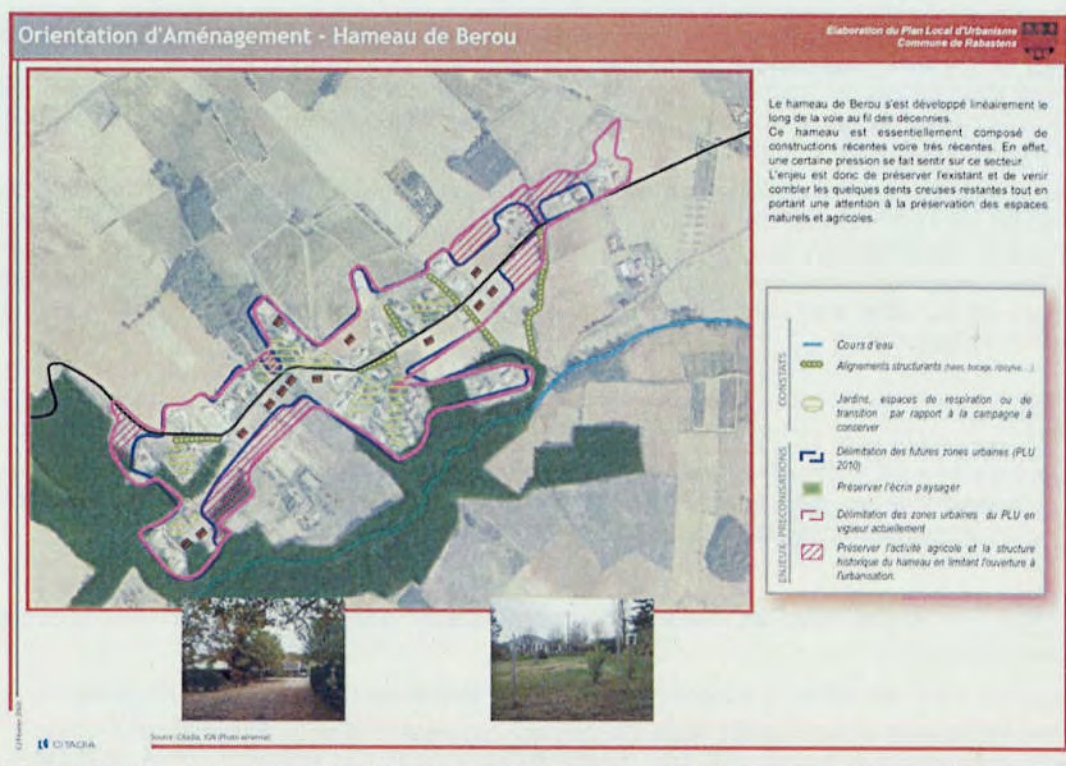 Orientation d'Aménagement - Hameau de Berou
Elaboration du Plan Local d'Urbanisme
Commune de Rabastens
Le hameau de Berou s'est développé linéairement le
long de la voie au fil des décennies.
Ce hameau est essentiellement composé de
constructions récentes voire très récentes. En effet,
une certaine pression se fait sentir sur ce secteur.
L'enjeu est donc de préserver l'existant et de venir
combler les quelques dents creuses restantes tout en
portant une attention à la préservation des espaces
naturels et agricoles.
CONSTATS
Cours d'eau
Alignements structurants (haies, bocage, ripisylve...)
Jardins, espaces de respiration ou de
transition par rapport à la campagne à
conserver
ENJEUX/ PRECONISATIONS
Délimitation des futures zones urbaines (PLU
2010)
Préserver l'écrin paysager
Délimitation des zones urbaines du PLU en
vigueur actuellement
Préserver l'activité agricole et la structure
historique du hameau en limitant l'ouverture à
l'urbanisation.
CITADIA
Source: Citadia, IGN (Photo aérienne)